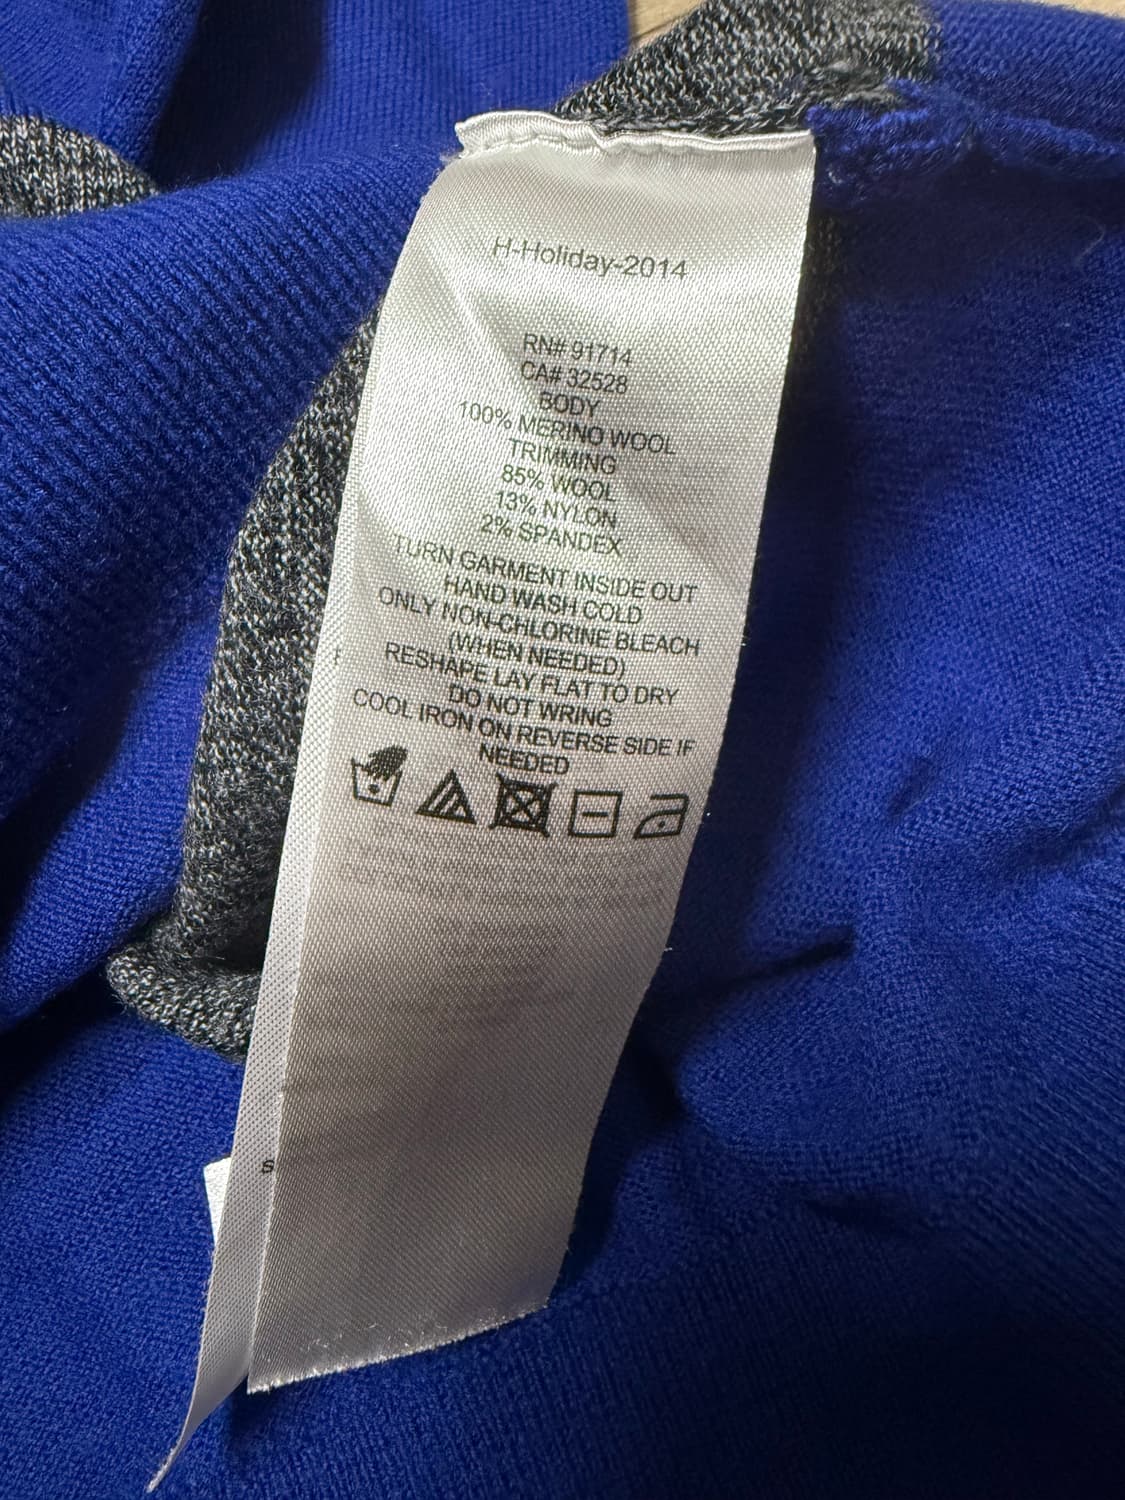 H-Holiday-2014
RN# 91714
CA# 32528
BODY
100% MERINO WOOL
TRIMMING
85% WOOL
13% NYLON
2% SPANDEX
TURN GARMENT INSIDE OUT
HAND WASH COLD
ONLY NON-CHLORINE BLEACH
(WHEN NEEDED)
RESHAPE LAY FLAT TO DRY
DO NOT WRING
COOL IRON ON REVERSE SIDE IF
NEEDED
s